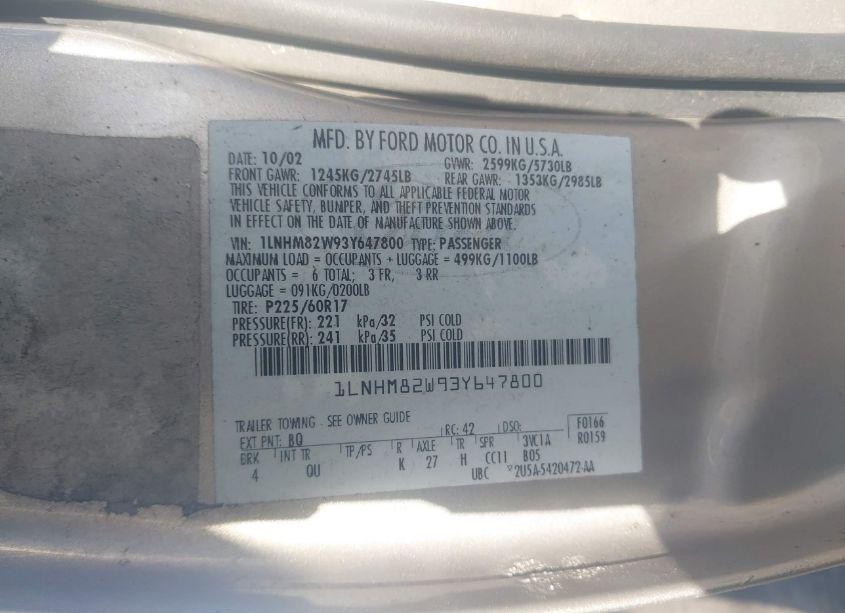 MFD. BY FORD MOTOR CO. IN U.S.A.
DATE: 10/02 GVWR: 2599KG/5730LB
FRONT GAWR: 1245KG/2745LB REAR GAWR: 1353KG/2985LB
THIS VEHICLE CONFORMS TO ALL APPLICABLE FEDERAL MOTOR
VEHICLE SAFETY, BUMPER, AND THEFT PREVENTION STANDARDS
IN EFFECT ON THE DATE OF MANUFACTURE SHOWN ABOVE.
VIN: 1LNHM82W93Y647800 TYPE: PASSENGER
MAXIMUM LOAD = OCCUPANTS + LUGGAGE = 499KG/1100LB
OCCUPANTS = 6 TOTAL; 3 FR, 3 RR
LUGGAGE = 091KG/0200LB
TIRE: P225/60R17
PRESSURE(FR) 221 kPa/32 PSI COLD
PRESSURE(RR) 241 kPa/35 PSI COLD
1LNHM82W93Y647800
TRAILER TOWING - SEE OWNER GUIDE
EXT PNT: BQ RC: 42 DSO: F0166
BRK INT TR TP/PS R AXLE TR SPR 3VC1A R0159
4 QU K 27 H CC11 B05
UBC 2U5A-5420472-AA